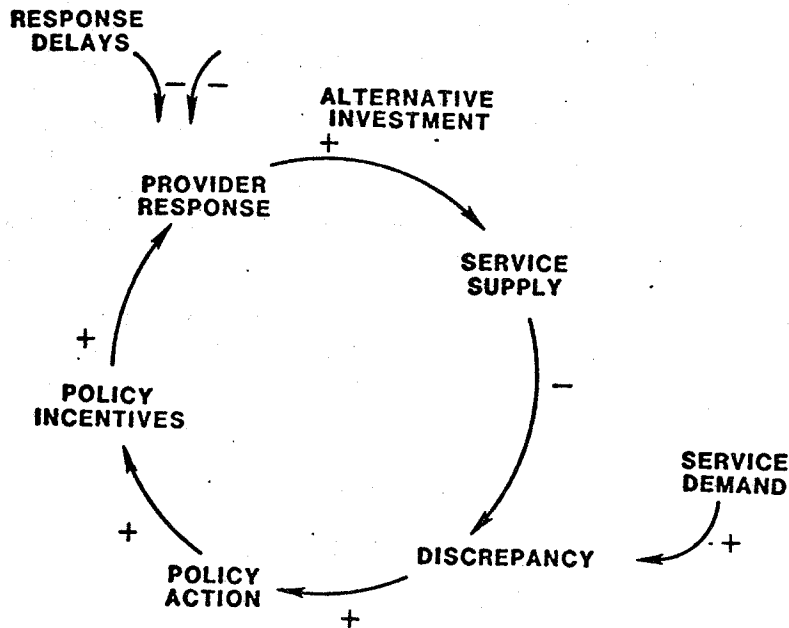 RESPONSE
DELAYS
− −
ALTERNATIVE
INVESTMENT
+
PROVIDER
RESPONSE
SERVICE
SUPPLY
+
−
POLICY
INCENTIVES
SERVICE
DEMAND
+
+
DISCREPANCY
POLICY
ACTION
+